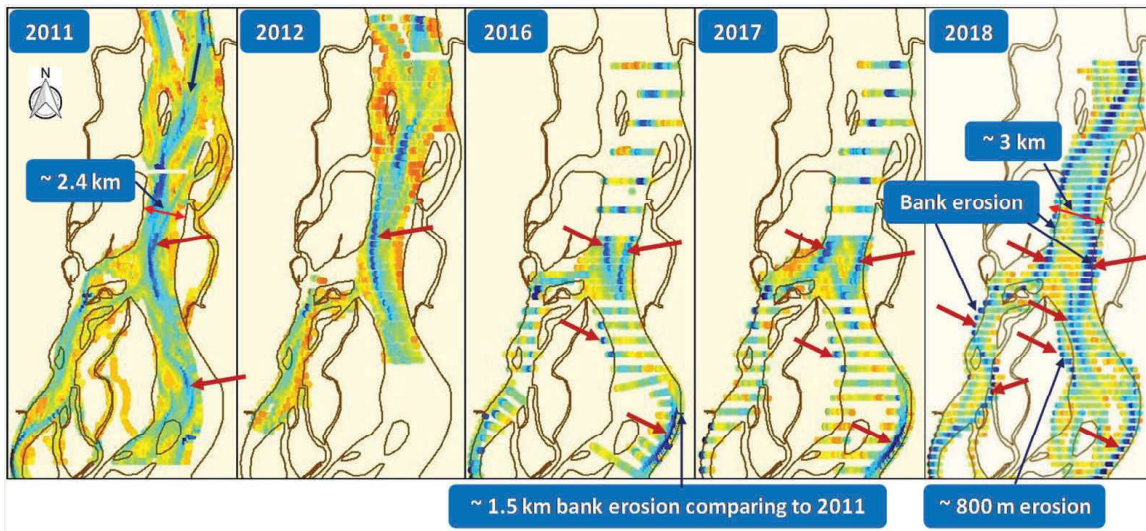 2011
2012
2016
2017
2018
N
~ 2.4 km
~ 3 km
Bank erosion
~ 1.5 km bank erosion comparing to 2011
~ 800 m erosion